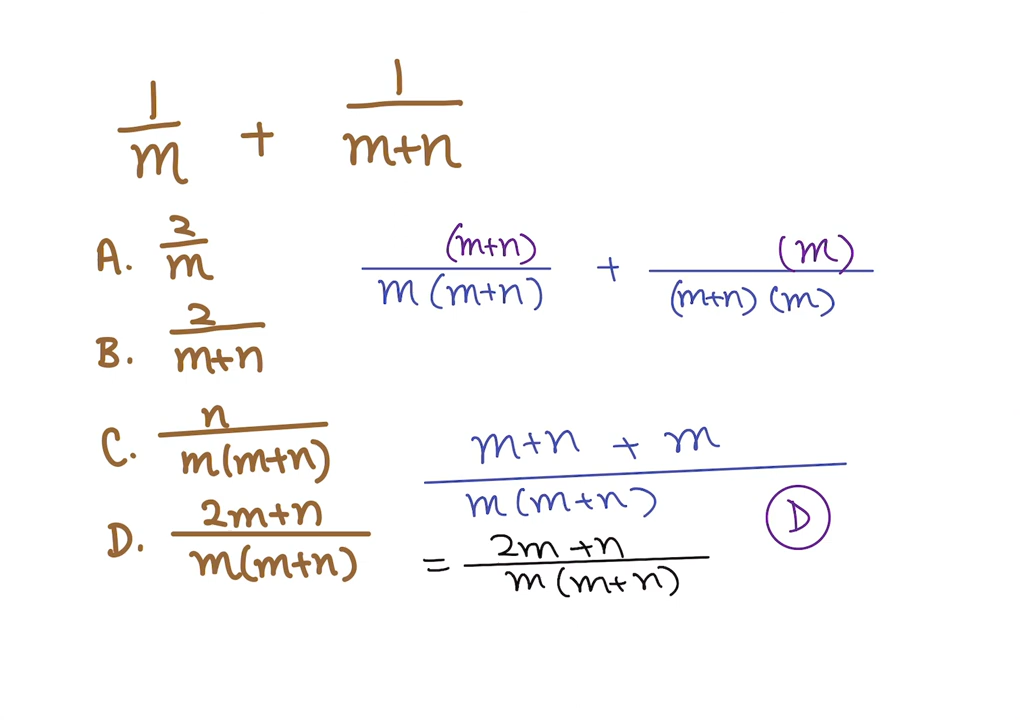 1/m + 1/(m+n)
A. 2/m
(m+n)/m(m+n) + (m)/(m+n)(m)
B. 2/m+n
C. n/m(m+n)
m+n + m/m(m+n)
D. 2m+n/m(m+n)
D
= 2m+n/m(m+n)